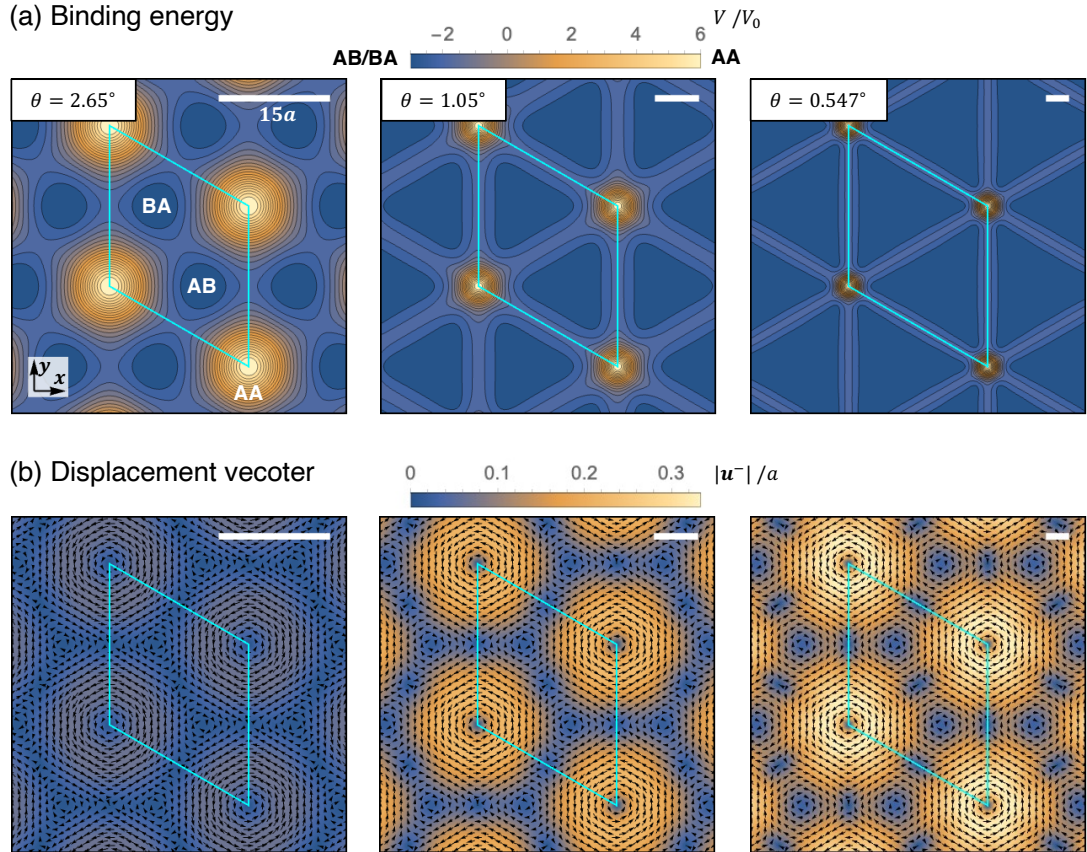 (a) Binding energy
V /V₀
−2 0 2 4 6
AB/BA AA
θ = 2.65° 15a
θ = 1.05°
θ = 0.547°
BA
AB
AA
y
x
(b) Displacement vecoter
0 0.1 0.2 0.3 |u⁻| /a